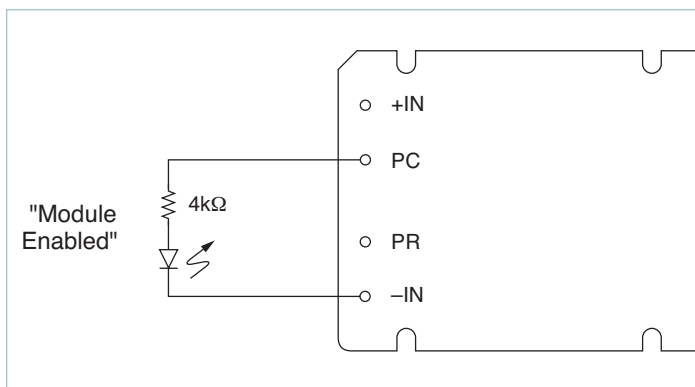 +IN
PC
"Module
Enabled"
4kΩ
PR
–IN